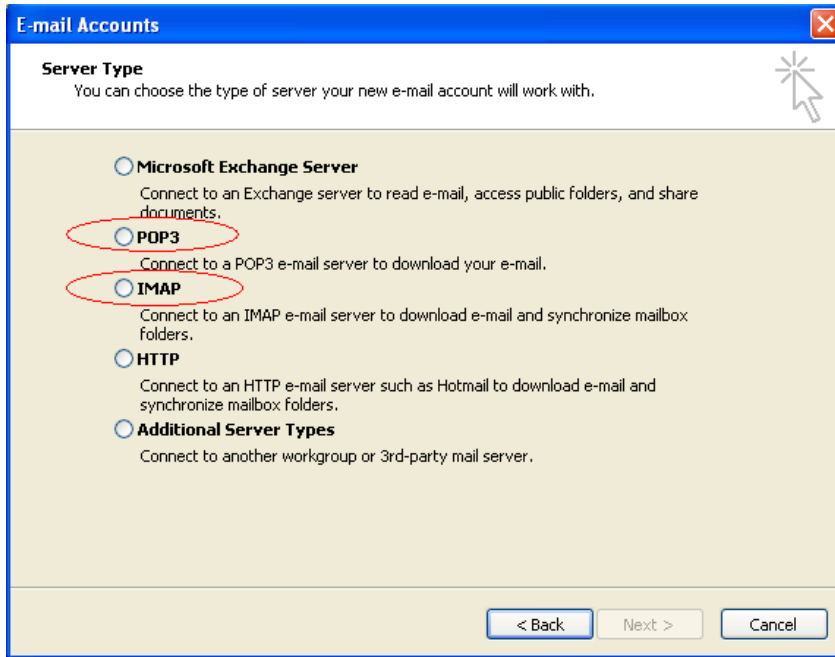 E-mail Accounts
Server Type
You can choose the type of server your new e-mail account will work with.
Microsoft Exchange Server
Connect to an Exchange server to read e-mail, access public folders, and share
documents.
POP3
Connect to a POP3 e-mail server to download your e-mail.
IMAP
Connect to an IMAP e-mail server to download e-mail and synchronize mailbox
folders.
HTTP
Connect to an HTTP e-mail server such as Hotmail to download e-mail and
synchronize mailbox folders.
Additional Server Types
Connect to another workgroup or 3rd-party mail server.
< Back Next > Cancel